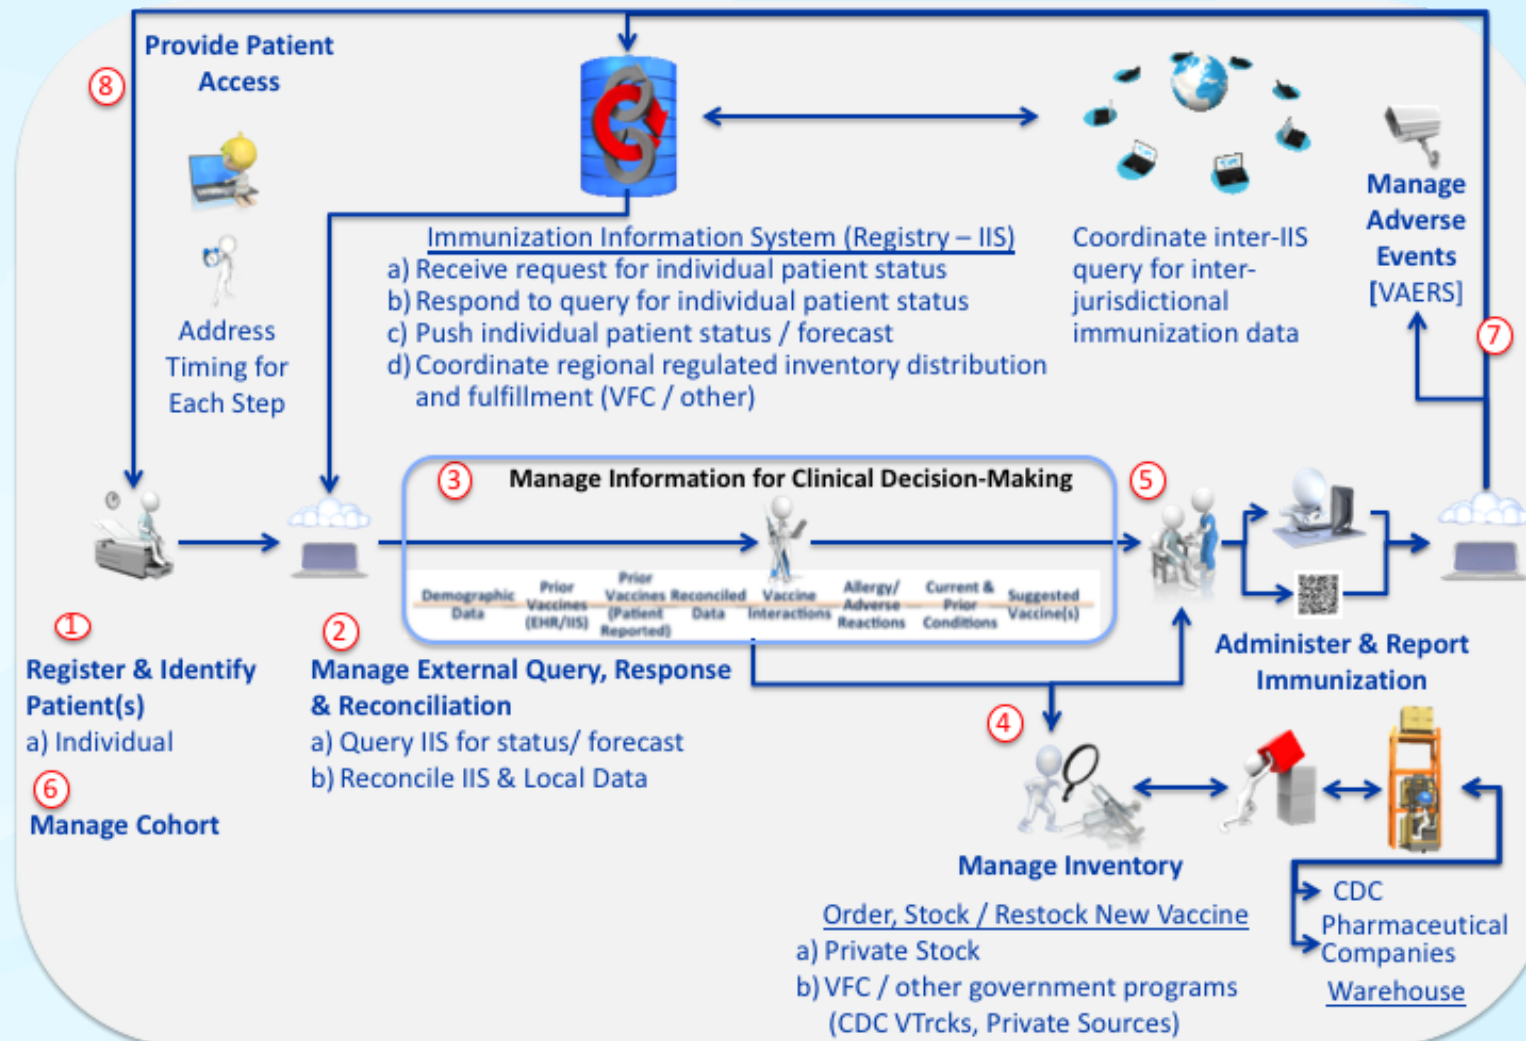 Provide Patient
Access
8
Immunization Information System (Registry – IIS)
a) Receive request for individual patient status
b) Respond to query for individual patient status
c) Push individual patient status / forecast
d) Coordinate regional regulated inventory distribution
and fulfillment (VFC / other)
Coordinate inter-IIS
query for inter-
jurisdictional
immunization data
Manage
Adverse
Events
[VAERS]
7
Address
Timing for
Each Step
3
Manage Information for Clinical Decision-Making
5
Demographic
Data
Prior
Vaccines
(EHR/IIS)
Prior
Vaccines
(Patient
Reported)
Reconciled
Data
Vaccine
Interactions
Allergy/
Adverse
Reactions
Current &
Prior
Conditions
Suggested
Vaccine(s)
1
Register & Identify
Patient(s)
a) Individual
6
Manage Cohort
2
Manage External Query, Response
& Reconciliation
a) Query IIS for status/ forecast
b) Reconcile IIS & Local Data
Administer & Report
Immunization
4
Manage Inventory
Order, Stock / Restock New Vaccine
a) Private Stock
b) VFC / other government programs
(CDC VTrcks, Private Sources)
CDC
Pharmaceutical
Companies
Warehouse